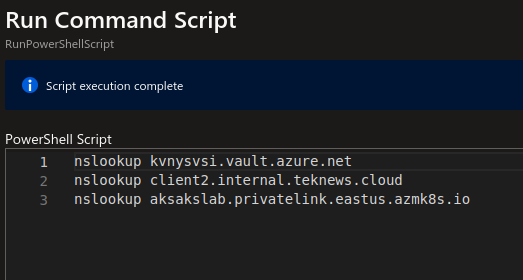 Run Command Script
RunPowerShellScript
Script execution complete
PowerShell Script
1 nslookup kvnysvsi.vault.azure.net
2 nslookup client2.internal.teknews.cloud
3 nslookup aksakslab.privatelink.eastus.azmk8s.io